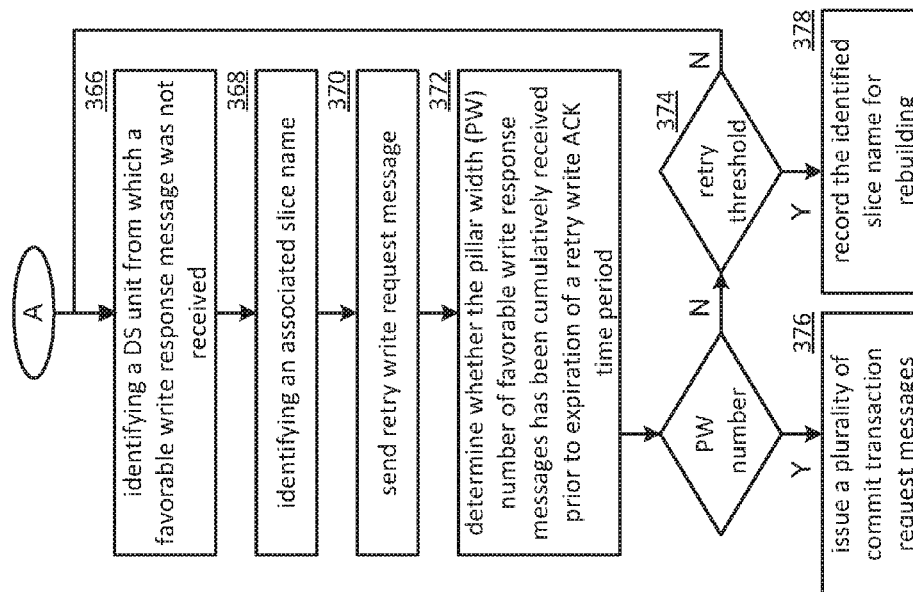 A
366
identifying a DS unit from which a
favorable write response message was not
received
368
identifying an associated slice name
370
send retry write request message
372
determine whether the pillar width (PW)
number of favorable write response
messages has been cumulatively received
prior to expiration of a retry write ACK
time period
PW
number
N
Y
374
retry
threshold
N
Y
376
issue a plurality of
commit transaction
request messages
378
record the identified
slice name for
rebuilding